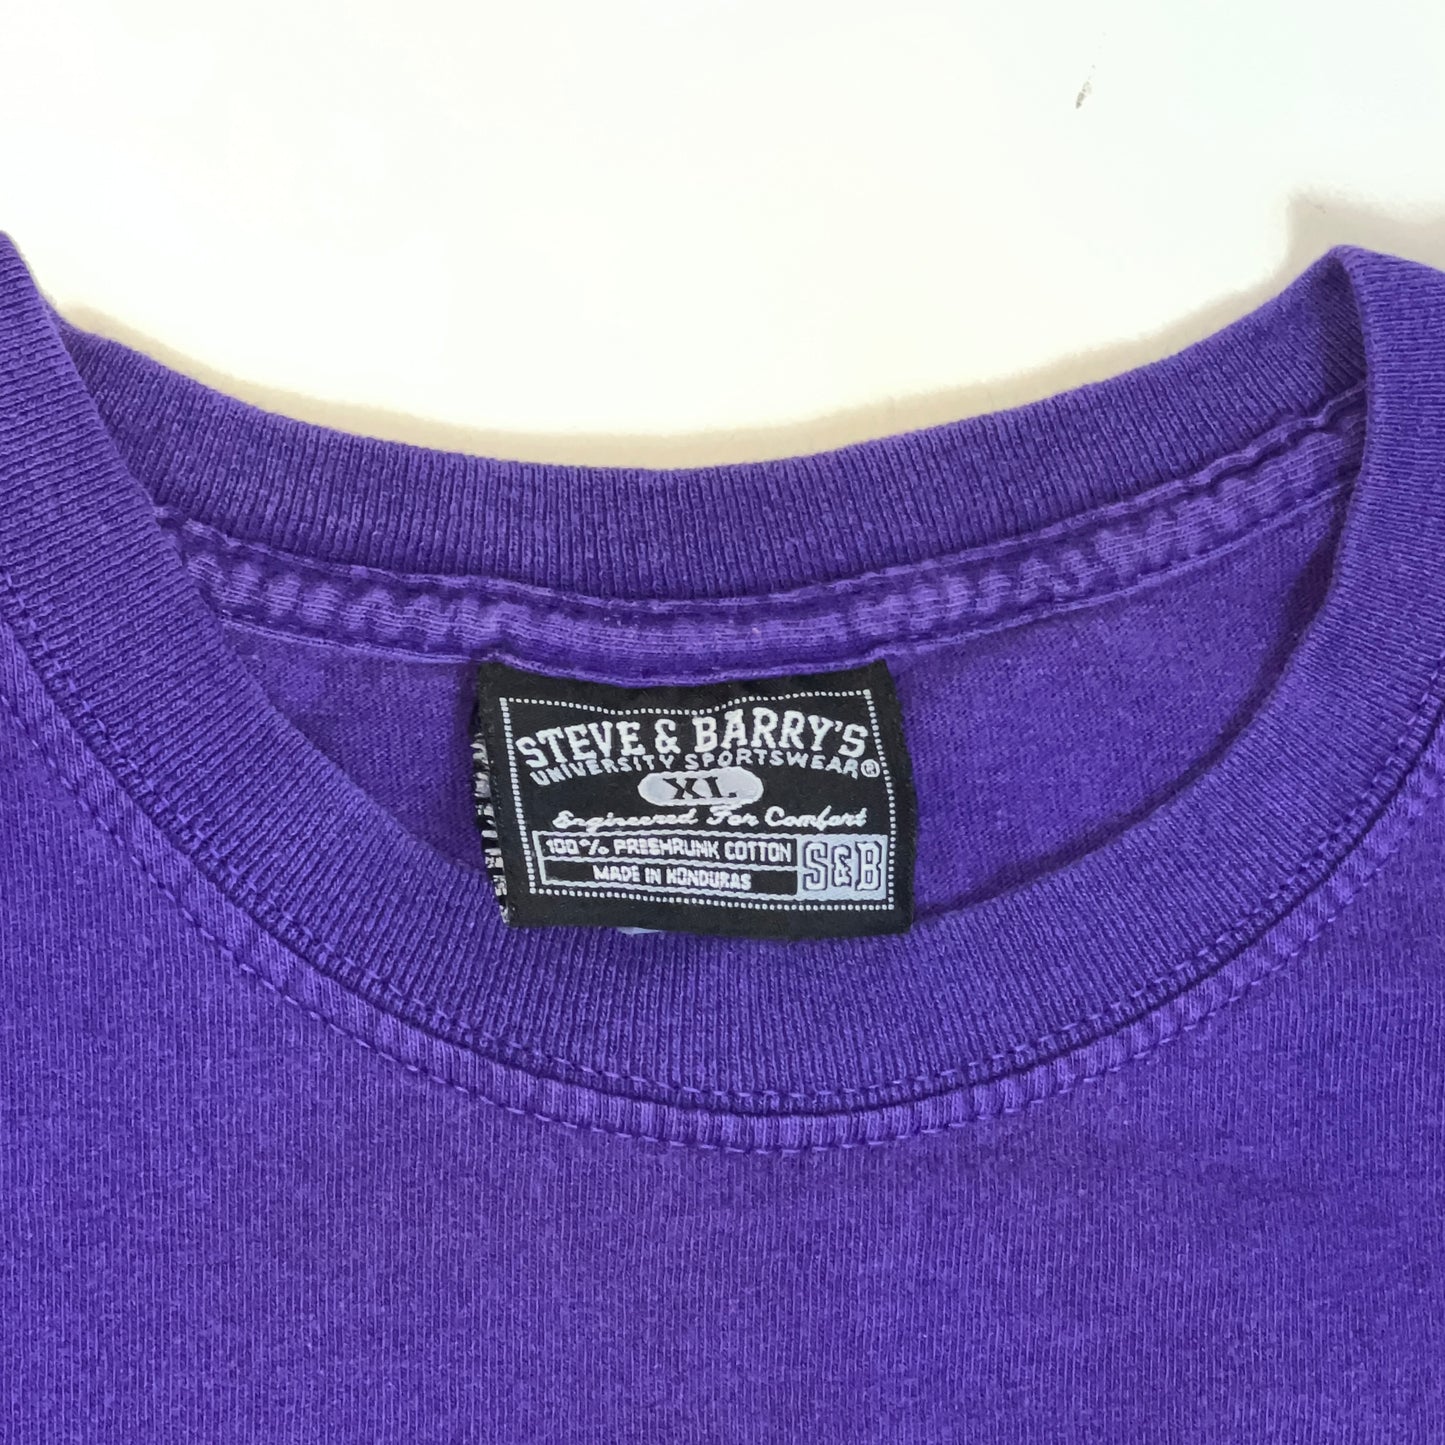 STEVE & BARRY'S
UNIVERSITY SPORTSWEAR®
XL
Engineered For Comfort
100% PRESHRUNK COTTON
MADE IN HONDURAS
S&B